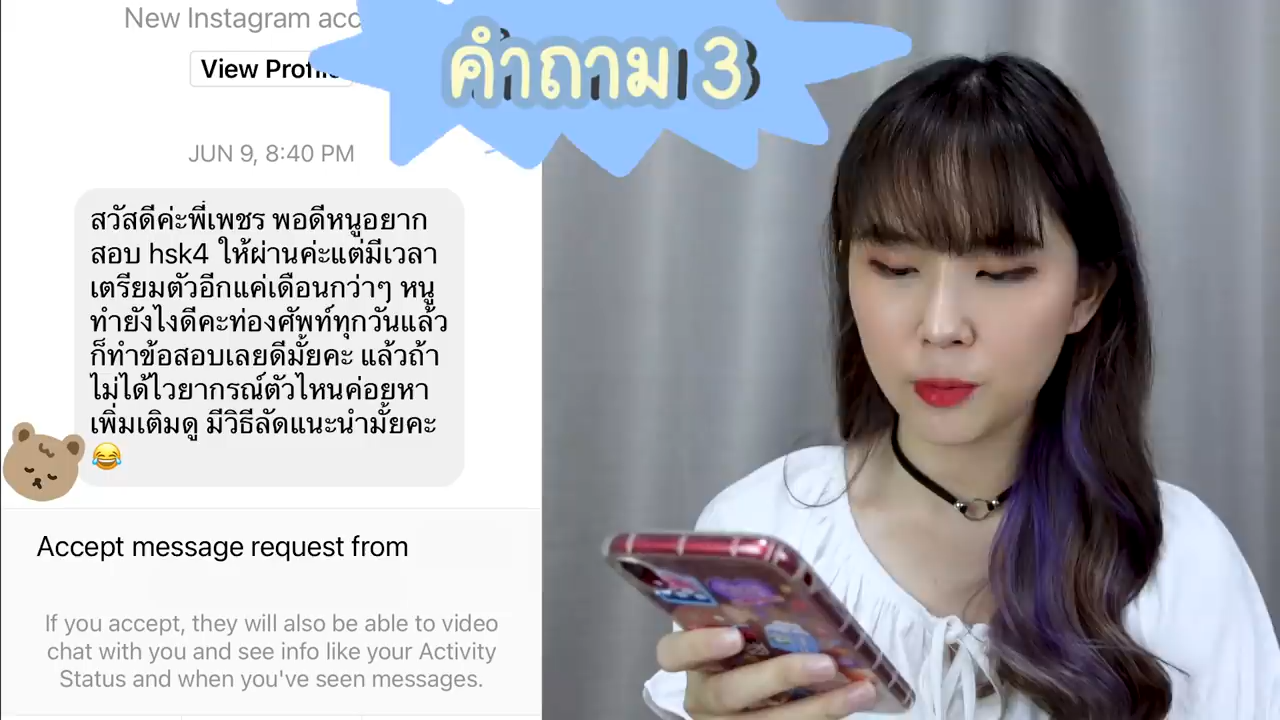 New Instagram acc
คำถาม 3
View Profile
JUN 9, 8:40 PM
สวัสดีค่ะพี่เพชร พอดีหนูอยาก
สอบ hsk4 ให้ผ่านค่ะแต่มีเวลา
เตรียมตัวอีกแค่เดือนกว่าๆ หนู
ทำยังไงดีคะท่องศัพท์ทุกวันแล้ว
ก็ทำข้อสอบเลยดีมั้ยคะ แล้วถ้า
ไม่ได้ไวยากรณ์ตัวไหนค่อยหา
เพิ่มเติมดู มีวิธีลัดแนะนำมั้ยคะ
😂
Accept message request from
If you accept, they will also be able to video
chat with you and see info like your Activity
Status and when you've seen messages.